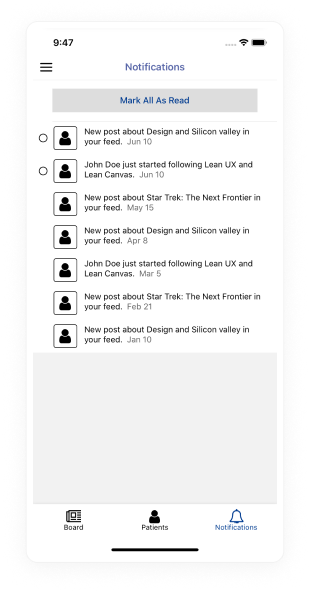 9:47
Notifications
Mark All As Read
New post about Design and Silicon valley in
your feed. Jun 10
John Doe just started following Lean UX and
Lean Canvas. Jun 10
New post about Star Trek: The Next Frontier in
your feed. May 15
New post about Design and Silicon valley in
your feed. Apr 8
John Doe just started following Lean UX and
Lean Canvas. Mar 5
New post about Star Trek: The Next Frontier in
your feed. Feb 21
New post about Design and Silicon valley in
your feed. Jan 10
Board Patients Notifications